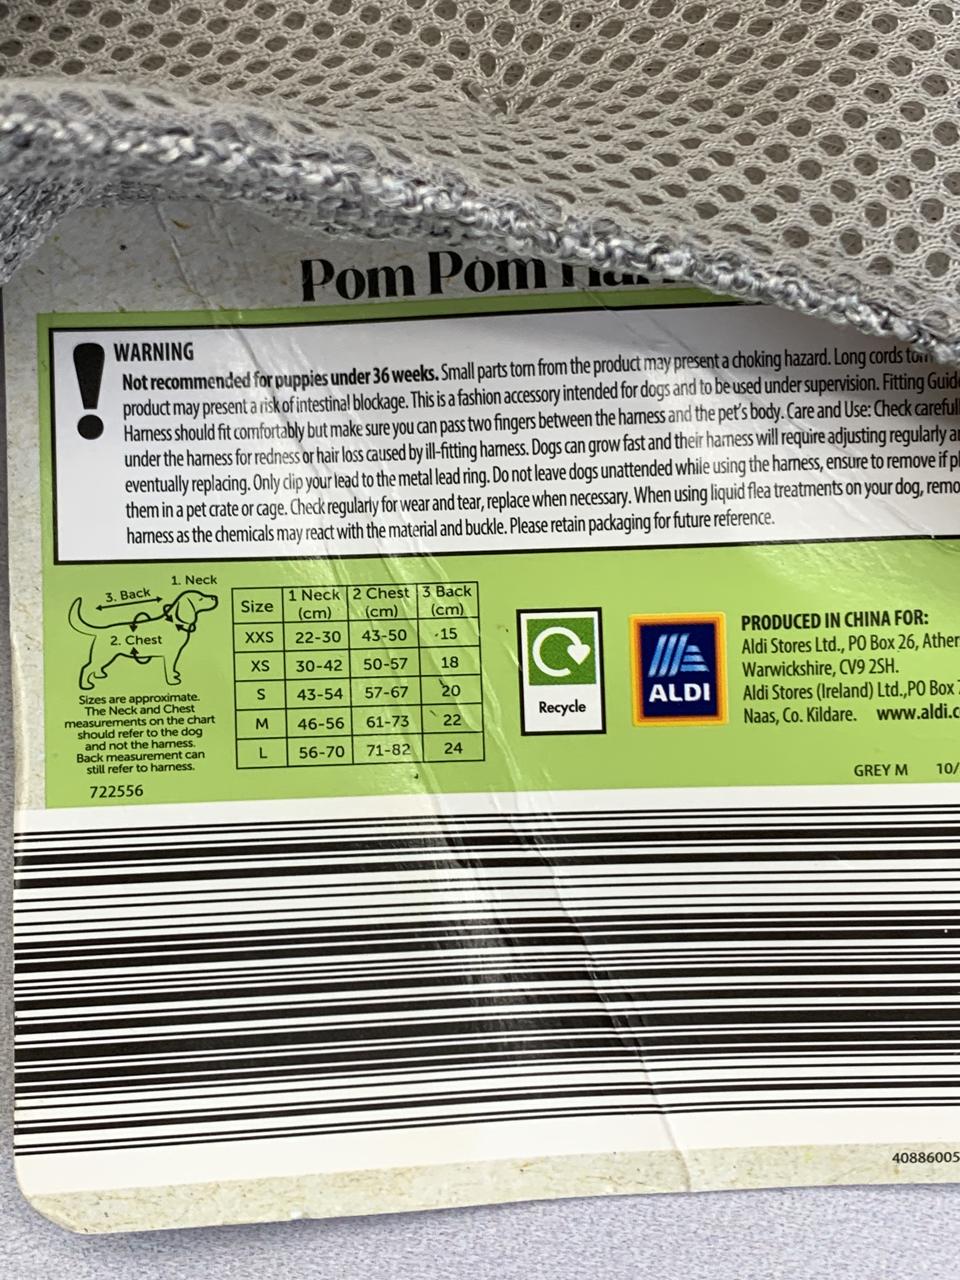 Pom Pom
WARNING
Not recommended for puppies under 36 weeks. Small parts torn from the product may present a choking hazard. Long cords
product may present a risk of intestinal blockage. This is a fashion accessory intended for dogs and to be used under supervision. Fitting
Harness should fit comfortably but make sure you can pass two fingers between the harness and the pet's body. Care and Use: Check
under the harness for redness or hair loss caused by ill-fitting harness. Dogs can grow fast and their harness will require adjusting regularly
eventually replacing. Only clip your lead to the metal lead ring. Do not leave dogs unattended while using the harness, ensure to remove if
them in a pet crate or cage. Check regularly for wear and tear, replace when necessary. When using liquid flea treatments on your dog,
harness as the chemicals may react with the material and buckle. Please retain packaging for future reference.
1. Neck
3. Back
2. Chest
Sizes are approximate.
The Neck and Chest
measurements on the chart
should refer to the dog
and not the harness.
Back measurement can
still refer to harness.
722556
Size 1 Neck (cm) 2 Chest (cm) 3 Back (cm)
XXS 22-30 43-50 15
XS 30-42 50-57 18
S 43-54 57-67 20
M 46-56 61-73 22
L 56-70 71-82 24
Recycle
ALDI
PRODUCED IN CHINA FOR:
Aldi Stores Ltd., PO Box 26,
Warwickshire, CV9 2SH.
Aldi Stores (Ireland) Ltd.,PO Box
Naas, Co. Kildare. www.aldi.c
GREY M 10/
40886005